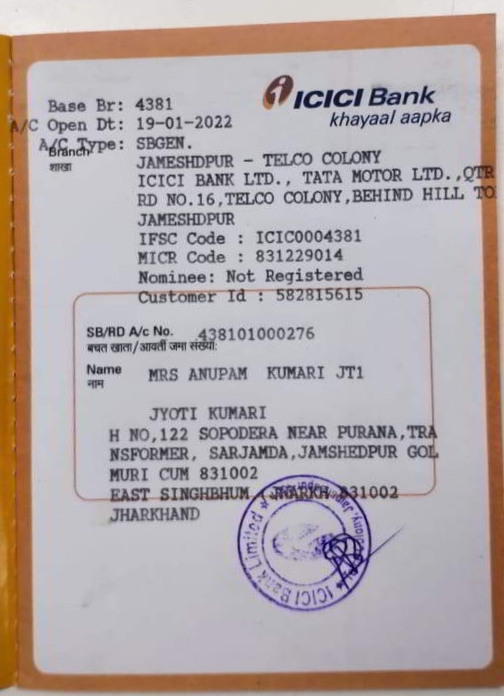 ICICI Bank
khayaal aapka
Base Br: 4381
A/C Open Dt: 19-01-2022
A/C Type: SBGEN.
Branch
शाखा
JAMESHDPUR - TELCO COLONY
ICICI BANK LTD., TATA MOTOR LTD.,QTR
RD NO.16,TELCO COLONY,BEHIND HILL TO
JAMESHDPUR
IFSC Code : ICIC0004381
MICR Code : 831229014
Nominee: Not Registered
Customer Id : 582815615
SB/RD A/c No. 438101000276
बचत खाता/आवर्ती जमा संख्या:
Name MRS ANUPAM KUMARI JT1
नाम
JYOTI KUMARI
H NO,122 SOPODERA NEAR PURANA,TRA
NSFORMER, SARJAMDA,JAMSHEDPUR GOL
MURI CUM 831002
EAST SINGHBHUM (JHARKH 831002
JHARKHAND
ICICI Bank Limited